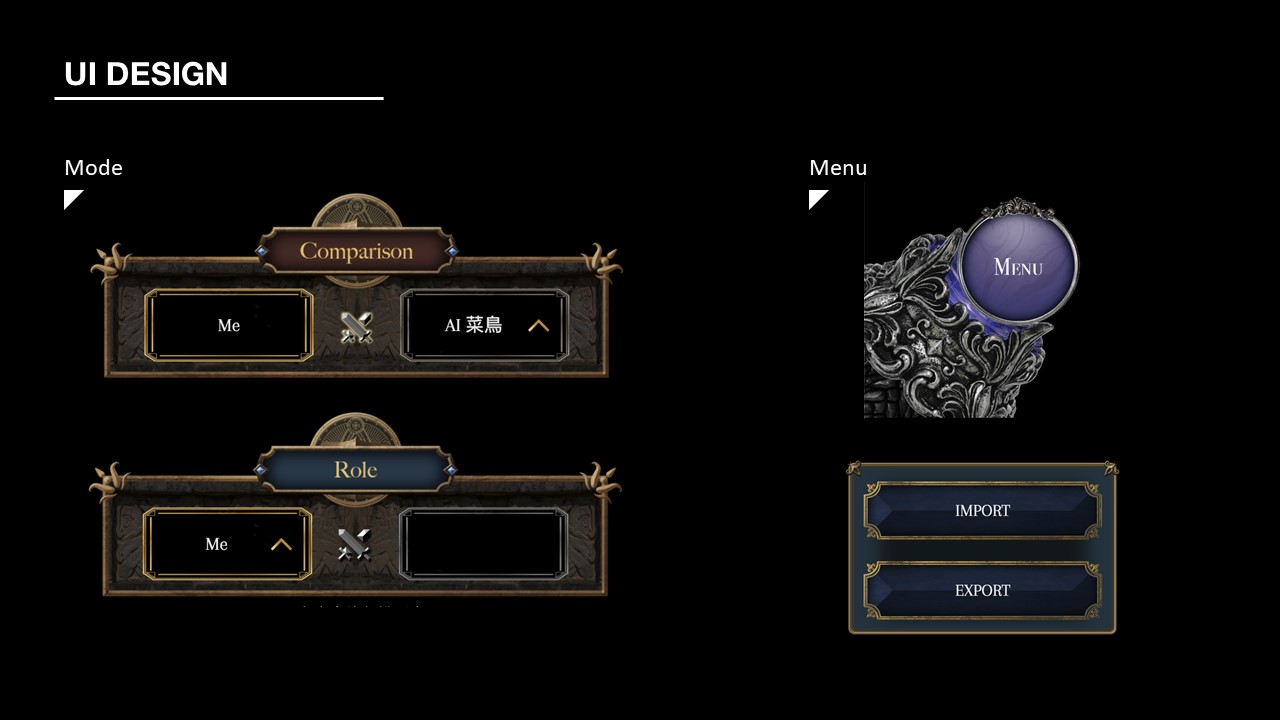 UI DESIGN
Mode
Comparison
Me
AI 菜鳥
Role
Me
Menu
MENU
IMPORT
EXPORT